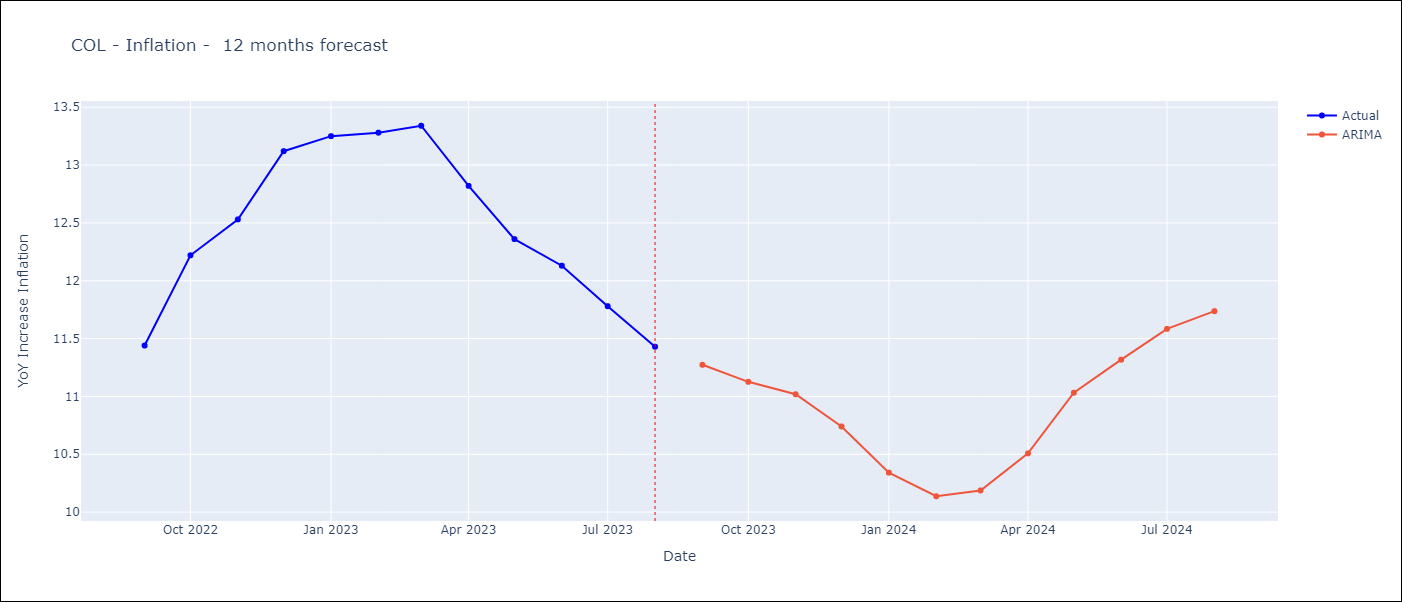 COL - Inflation -  12 months forecast
13.5
13
12.5
12
11.5
11
10.5
10
YoY Increase Inflation
Oct 2022
Jan 2023
Apr 2023
Jul 2023
Oct 2023
Jan 2024
Apr 2024
Jul 2024
Date
Actual
ARIMA